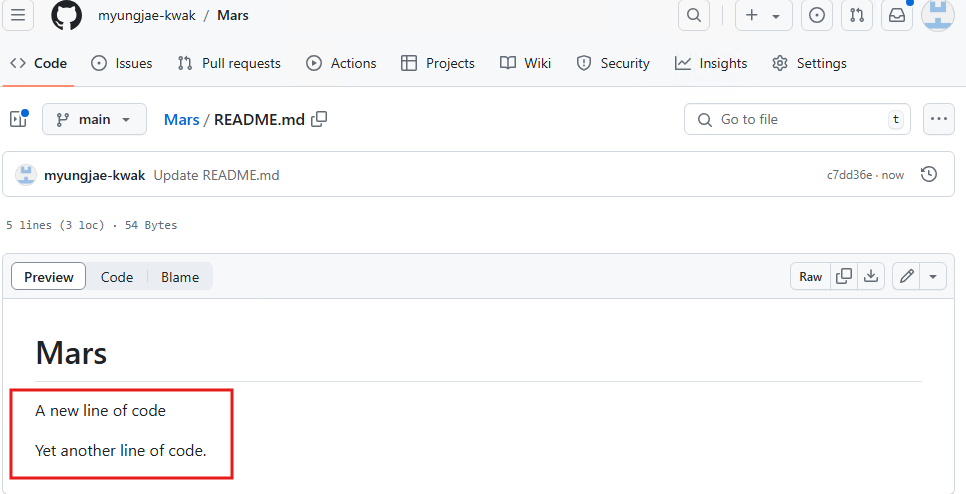 myungjae-kwak / Mars
Code Issues Pull requests Actions Projects Wiki Security Insights Settings
main Mars / README.md Go to file t
myungjae-kwak Update README.md c7dd36e · now
5 lines (3 loc) · 54 Bytes
Preview Code Blame Raw
Mars
A new line of code
Yet another line of code.